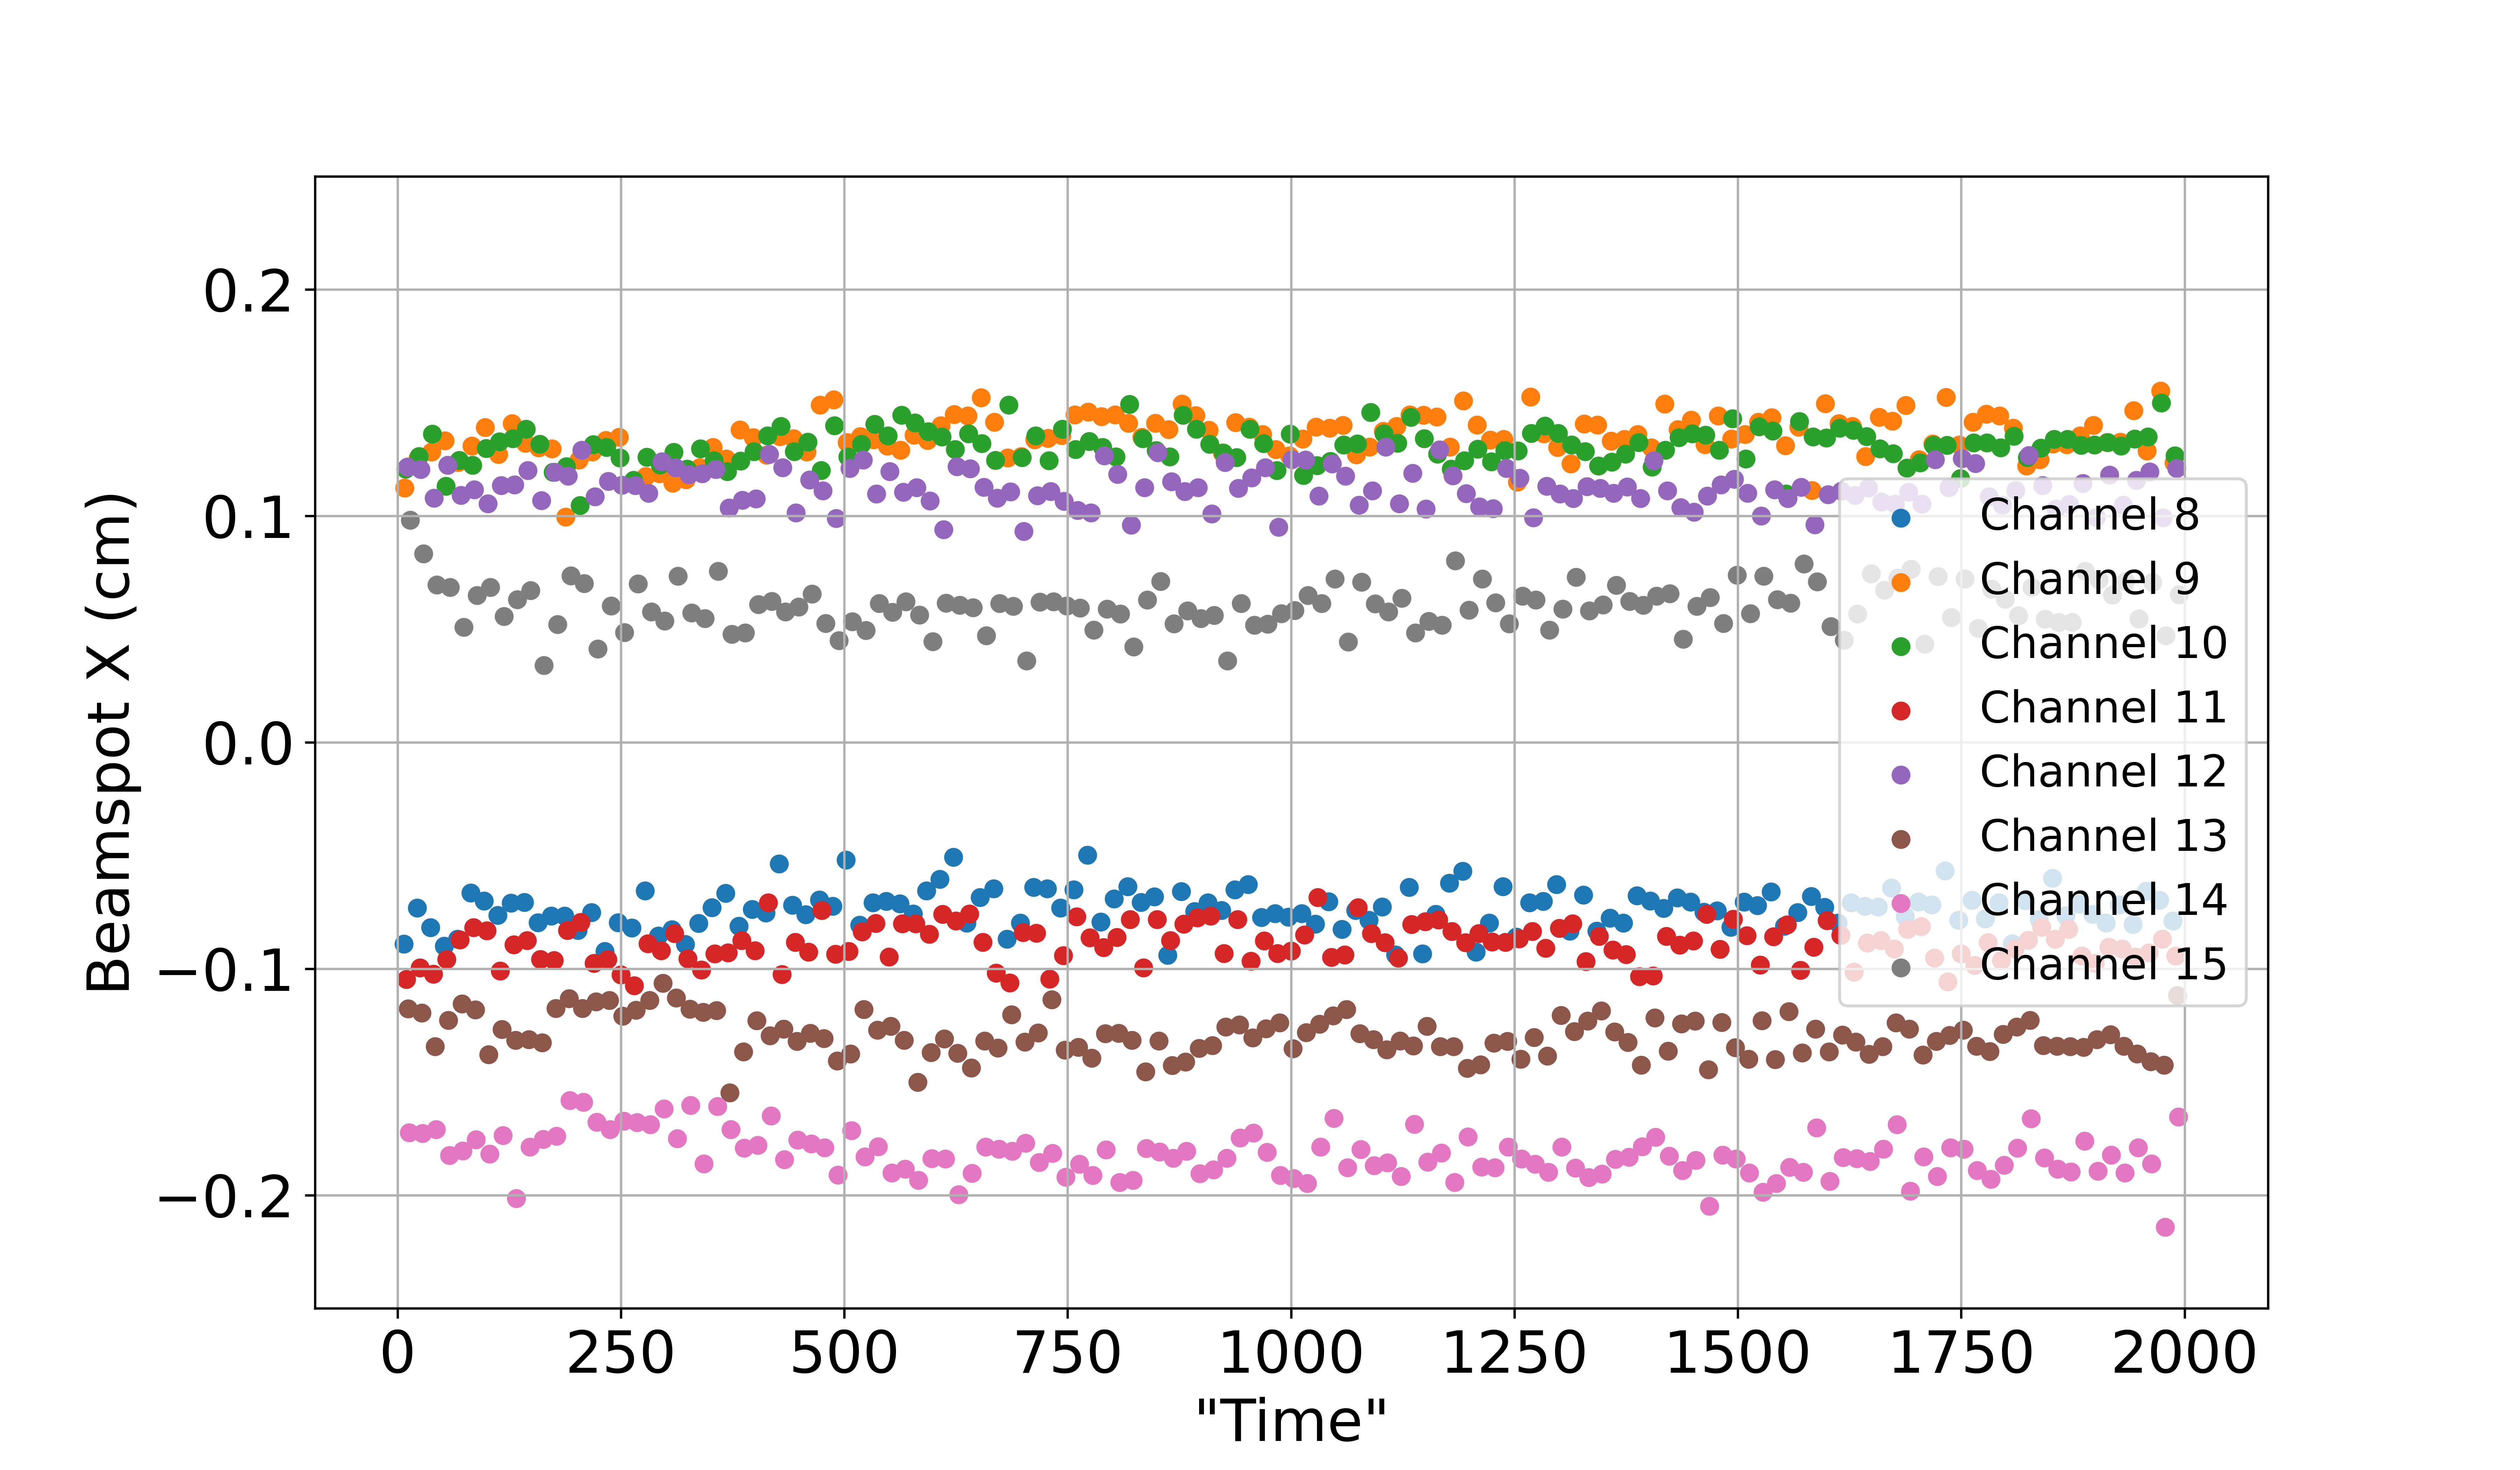 0.2
0.1
0.0
−0.1
−0.2
Beamspot X (cm)
0 250 500 750 1000 1250 1500 1750 2000
"Time"
Channel 8
Channel 9
Channel 10
Channel 11
Channel 12
Channel 13
Channel 14
Channel 15